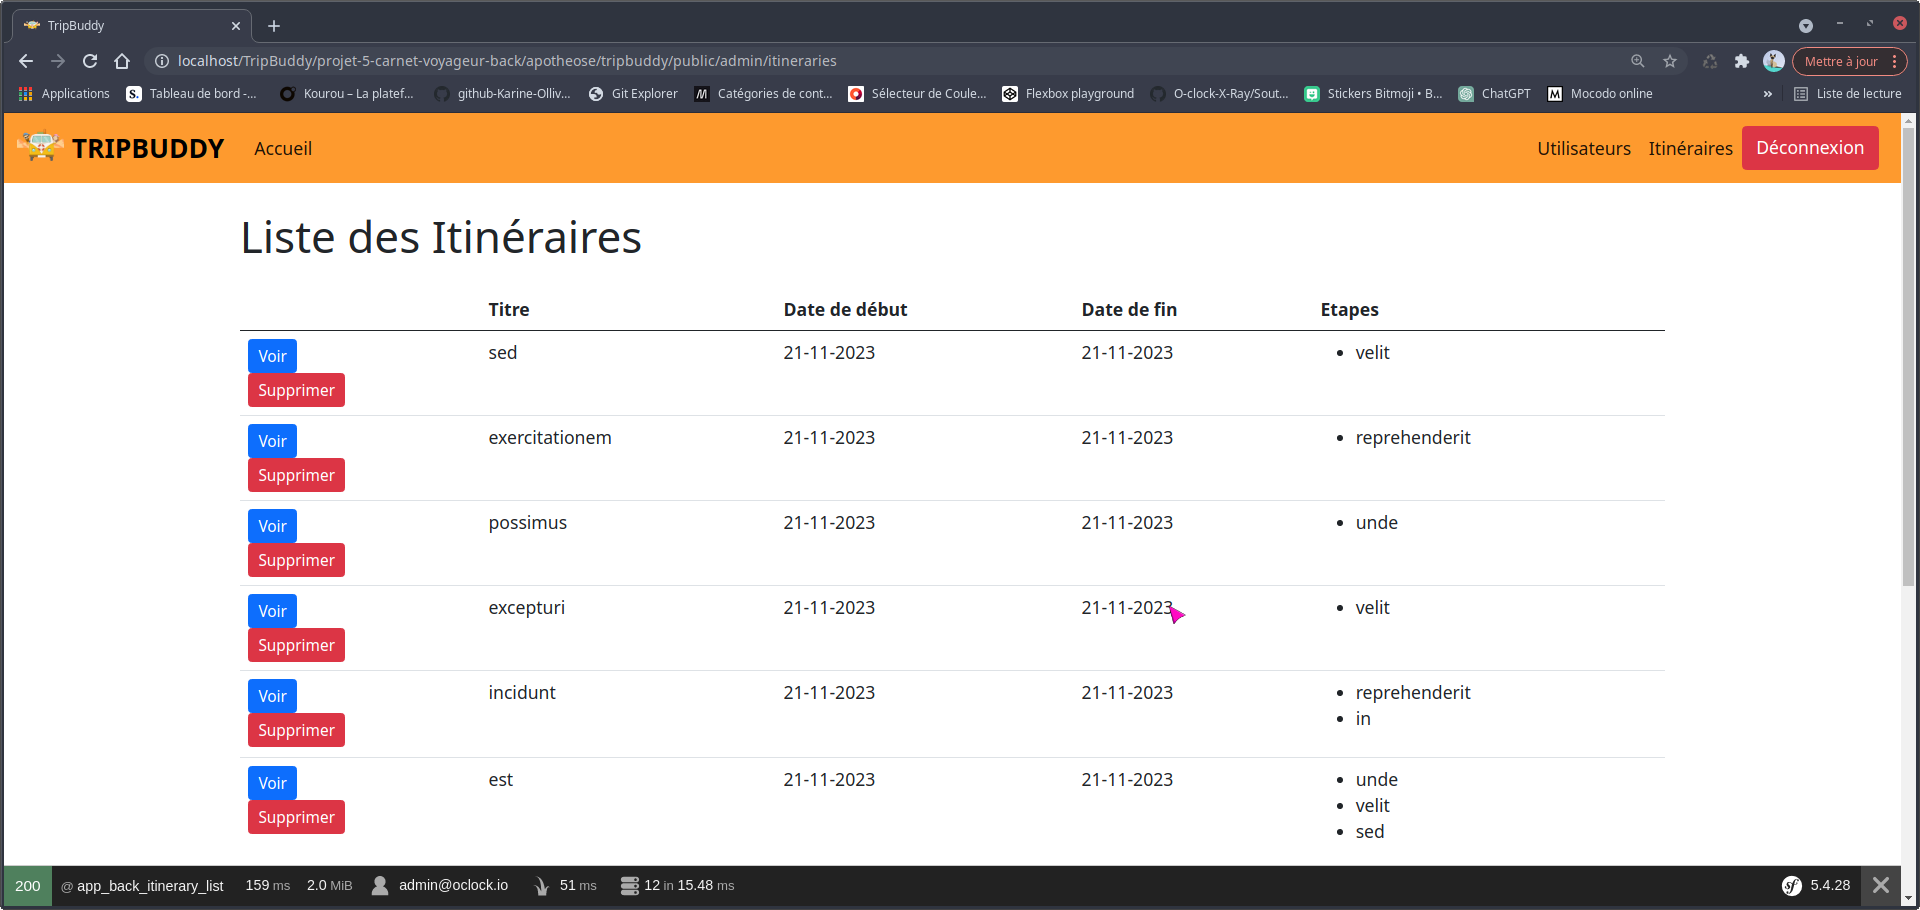 TripBuddy
localhost/TripBuddy/projet-5-carnet-voyageur-back/apotheose/tripbuddy/public/admin/itineraries
Mettre à jour
Applications
S. Tableau de bord -...
Kourou – La platef...
github-Karine-Olliv...
Git Explorer
Catégories de cont...
Sélecteur de Coule...
Flexbox playground
O-clock-X-Ray/Sout...
Stickers Bitmoji • B...
ChatGPT
M Mocodo online
»
Liste de lecture
TRIPBUDDY Accueil Utilisateurs Itinéraires Déconnexion
Liste des Itinéraires
Titre Date de début Date de fin Etapes
Voir sed 21-11-2023 21-11-2023 • velit
Supprimer
Voir exercitationem 21-11-2023 21-11-2023 • reprehenderit
Supprimer
Voir possimus 21-11-2023 21-11-2023 • unde
Supprimer
Voir excepturi 21-11-2023 21-11-2023 • velit
Supprimer
Voir incidunt 21-11-2023 21-11-2023 • reprehenderit
• in
Supprimer
Voir est 21-11-2023 21-11-2023 • unde
• velit
Supprimer
• sed
200 @ app_back_itinerary_list 159 ms 2.0 MiB admin@oclock.io 51 ms 12 in 15.48 ms sf 5.4.28